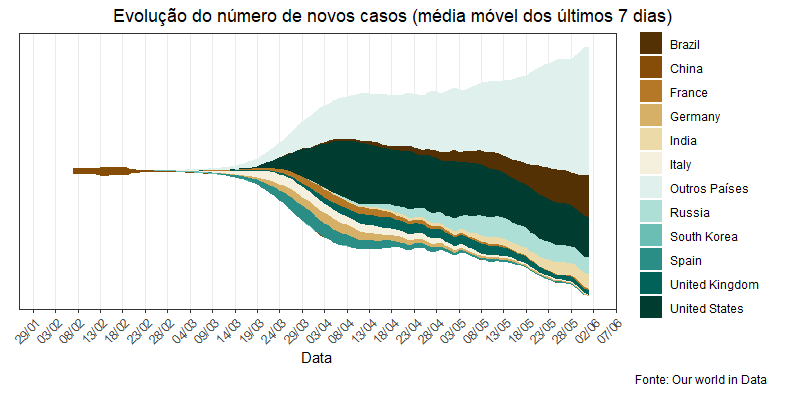 Evolução do número de novos casos (média móvel dos últimos 7 dias)
Brazil
China
France
Germany
India
Italy
Outros Países
Russia
South Korea
Spain
United Kingdom
United States
29/01 03/02 08/02 13/02 18/02 23/02 28/02 04/03 09/03 14/03 19/03 24/03 29/03 03/04 08/04 13/04 18/04 23/04 28/04 03/05 08/05 13/05 18/05 23/05 28/05 02/06 07/06
Data
Fonte: Our world in Data